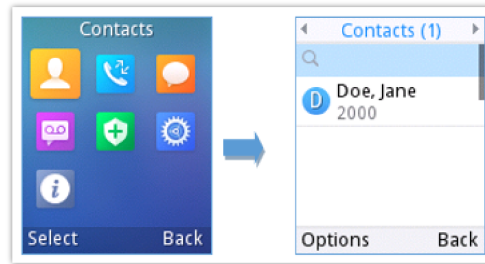 Contacts
Select Back
Contacts (1)
D
Doe, Jane
2000
Options Back